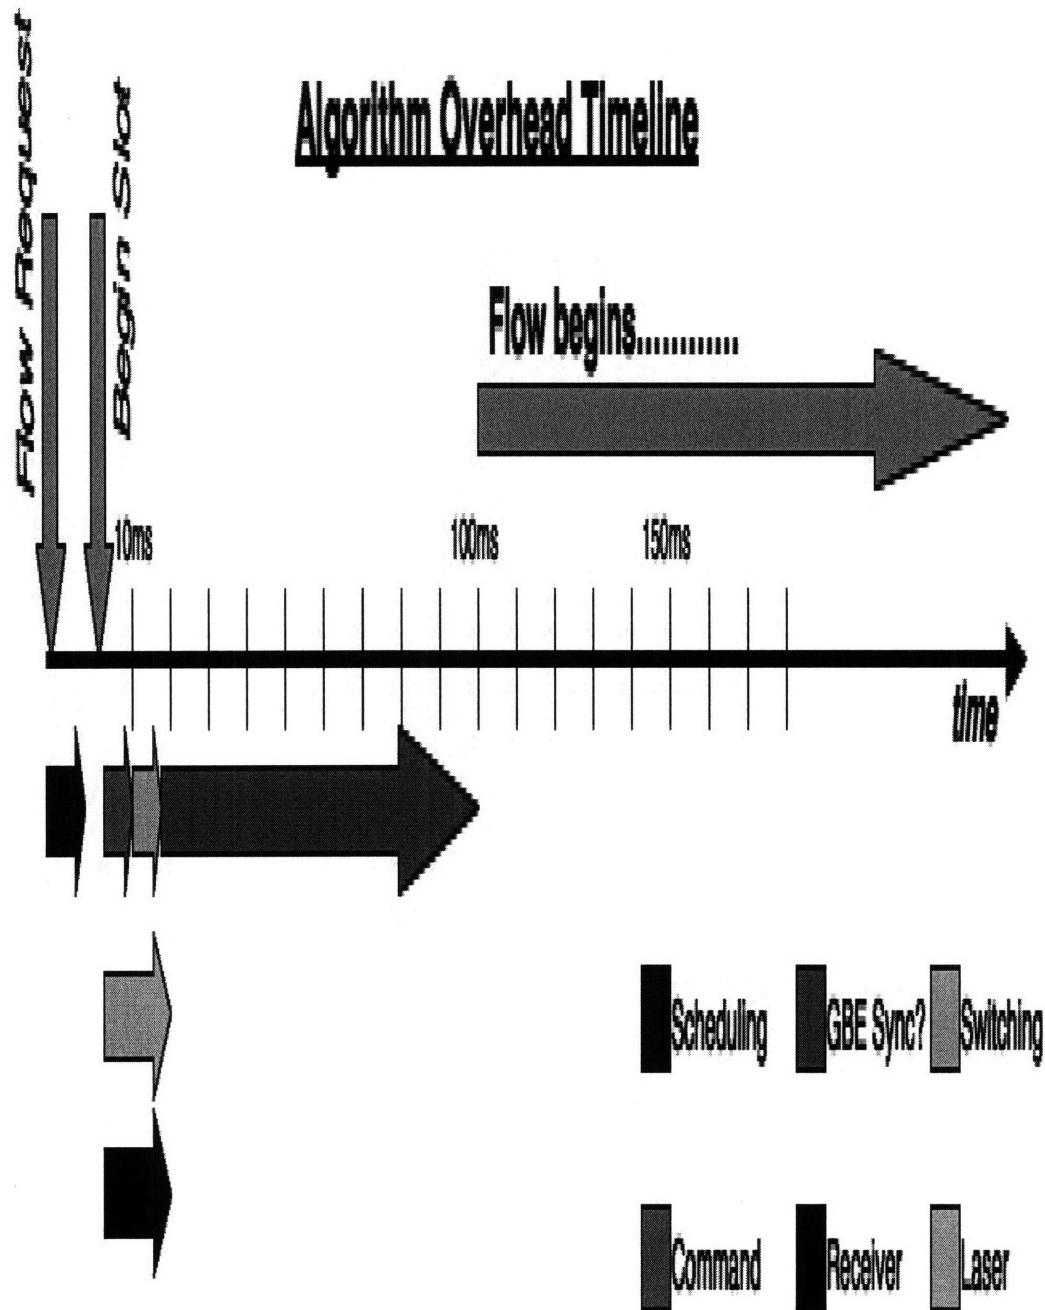 Algorithm Overhead Timeline
Flow Request
Begin Slot
Flow begins............
10ms
100ms
150ms
time
Scheduling
GBE Sync?
Switching
Command
Receiver
Laser